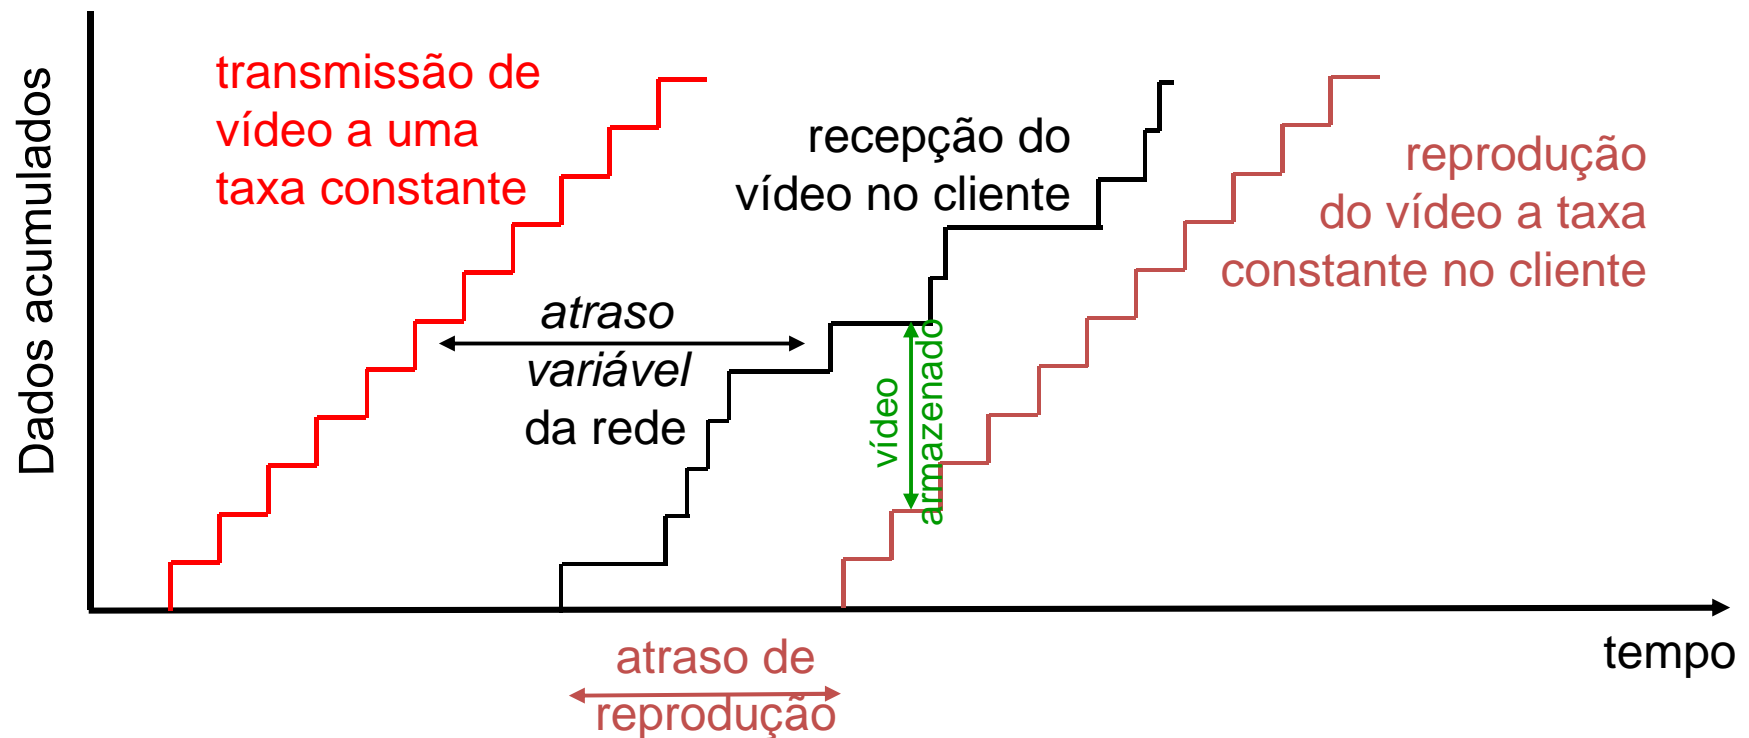 Dados acumulados
transmissão de
vídeo a uma
taxa constante
recepção do
vídeo no cliente
reprodução
do vídeo a taxa
constante no cliente
atraso
variável
da rede
vídeo
armazenado
tempo
atraso de
reprodução